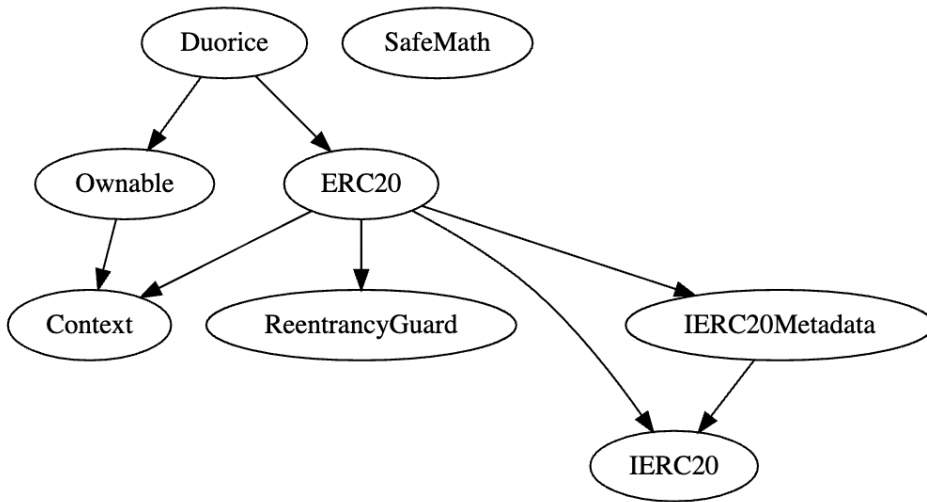 Duorice
SafeMath
Ownable
ERC20
Context
ReentrancyGuard
IERC20Metadata
IERC20